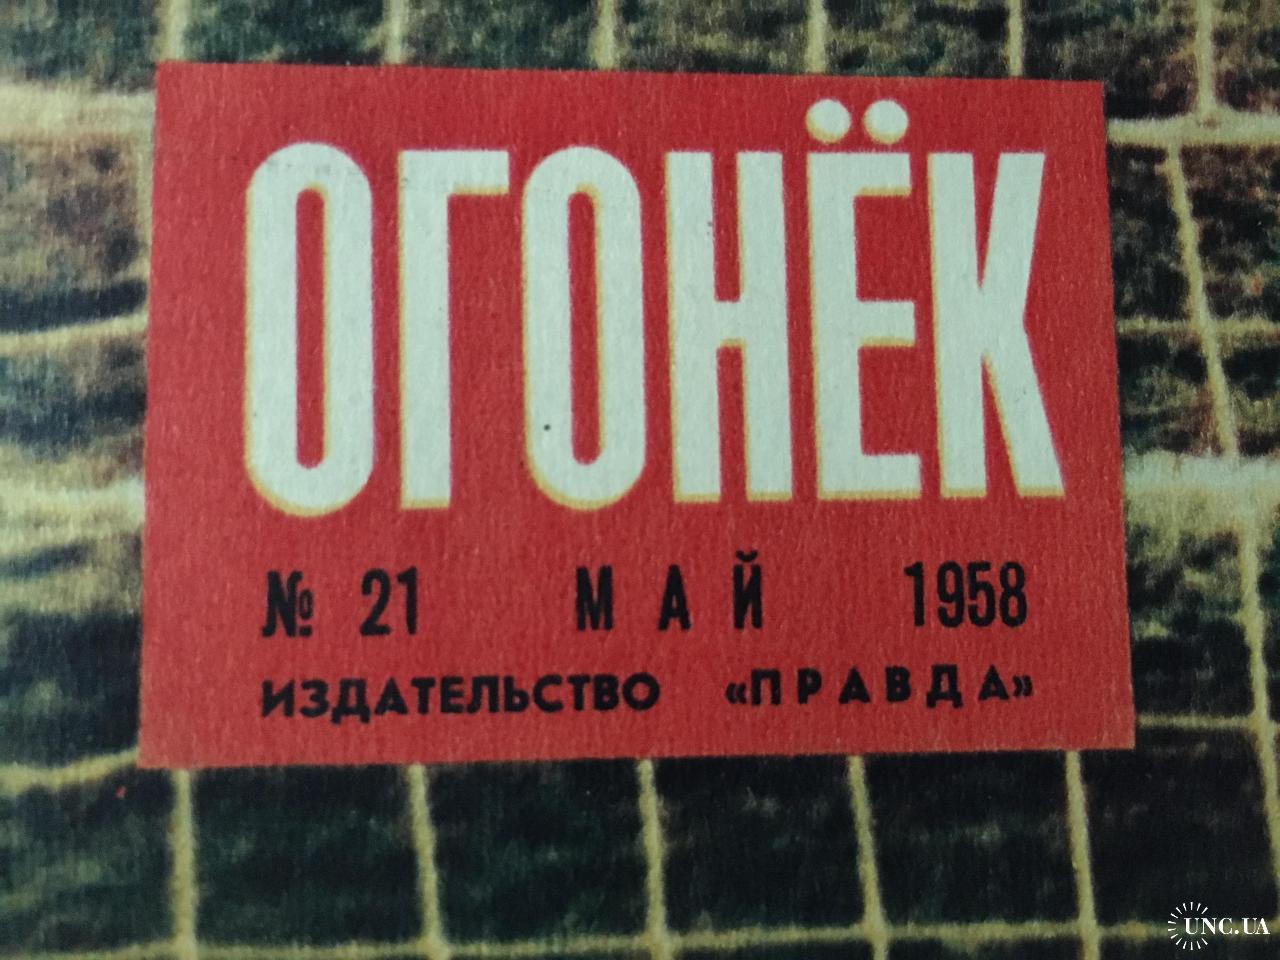 ОГОНЁК
№ 21 МАЙ 1958
ИЗДАТЕЛЬСТВО «ПРАВДА»
UNC.UA